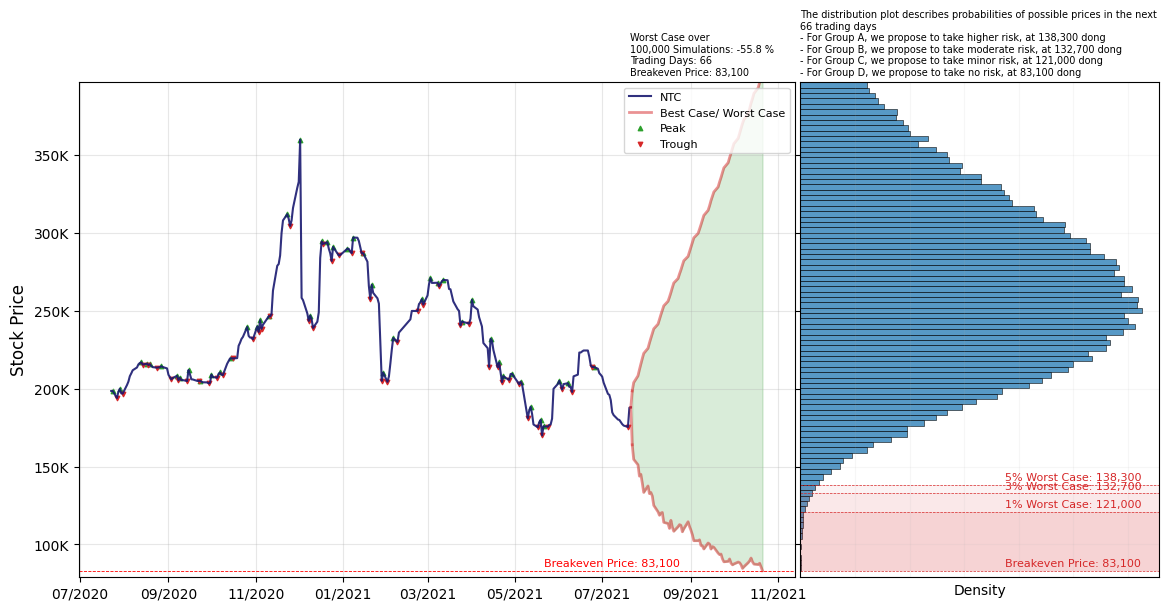 The distribution plot describes probabilities of possible prices in the next
66 trading days
- For Group A, we propose to take higher risk, at 138,300 dong
- For Group B, we propose to take moderate risk, at 132,700 dong
- For Group C, we propose to take minor risk, at 121,000 dong
- For Group D, we propose to take no risk, at 83,100 dong
Worst Case over
100,000 Simulations: -55.8 %
Trading Days: 66
Breakeven Price: 83,100
NTC
Best Case/ Worst Case
Peak
Trough
Stock Price
350K
300K
250K
200K
150K
100K
Breakeven Price: 83,100
07/2020
09/2020
11/2020
01/2021
03/2021
05/2021
07/2021
09/2021
11/2021
5% Worst Case: 138,300
3% Worst Case: 132,700
1% Worst Case: 121,000
Breakeven Price: 83,100
Density